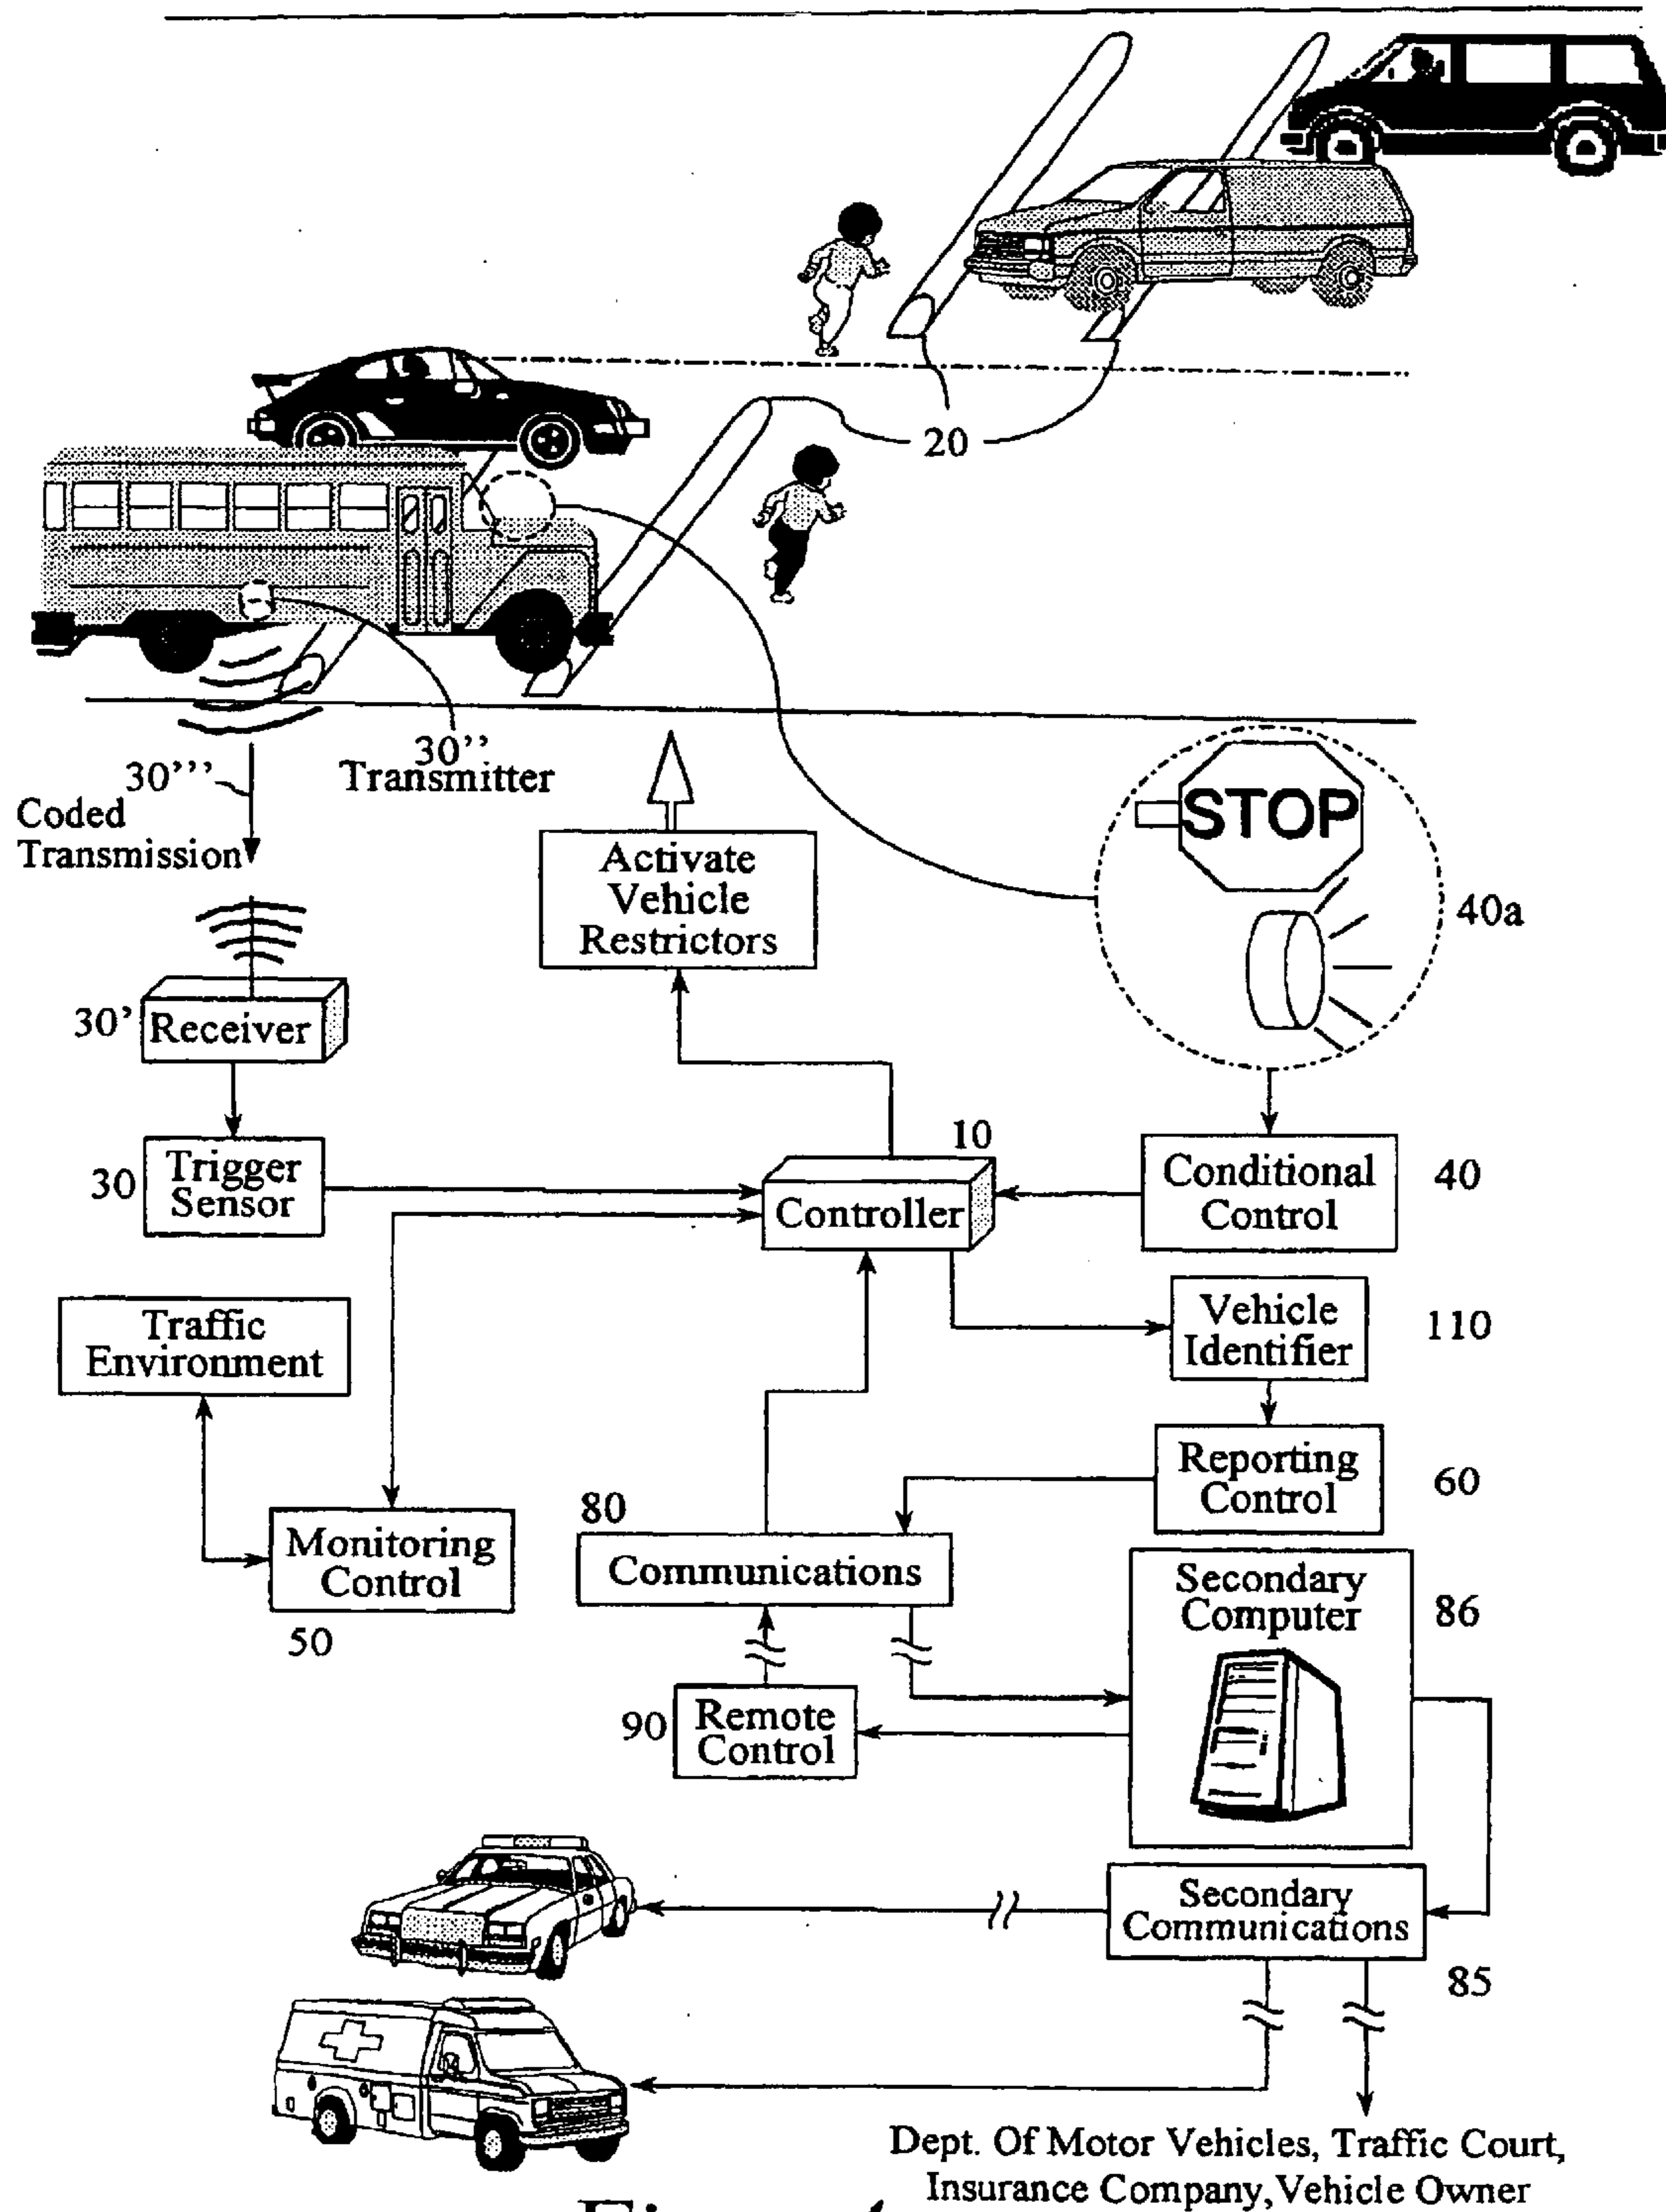 20
30’’
Transmitter
30’’’
Coded
Transmission
STOP
40a
Activate
Vehicle
Restrictors
30’
Receiver
10
30
Trigger
Sensor
Controller
Conditional
Control
40
Traffic
Environment
Vehicle
Identifier
110
Reporting
Control
60
80
Monitoring
Control
50
Communications
Secondary
Computer
86
90
Remote
Control
Secondary
Communications
85
Dept. Of Motor Vehicles, Traffic Court,
Insurance Company,Vehicle Owner